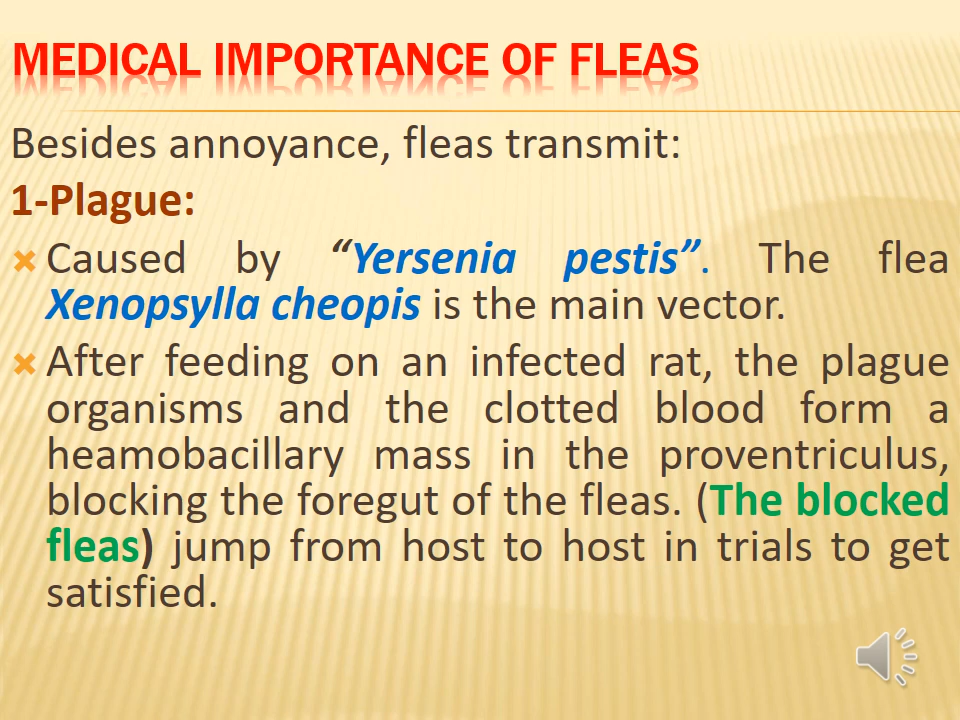 MEDICAL IMPORTANCE OF FLEAS
Besides annoyance, fleas transmit:
1-Plague:
Caused by “Yersenia pestis”. The flea
Xenopsylla cheopis is the main vector.
After feeding on an infected rat, the plague
organisms and the clotted blood form a
heamobacillary mass in the proventriculus,
blocking the foregut of the fleas. (The blocked
fleas) jump from host to host in trials to get
satisfied.